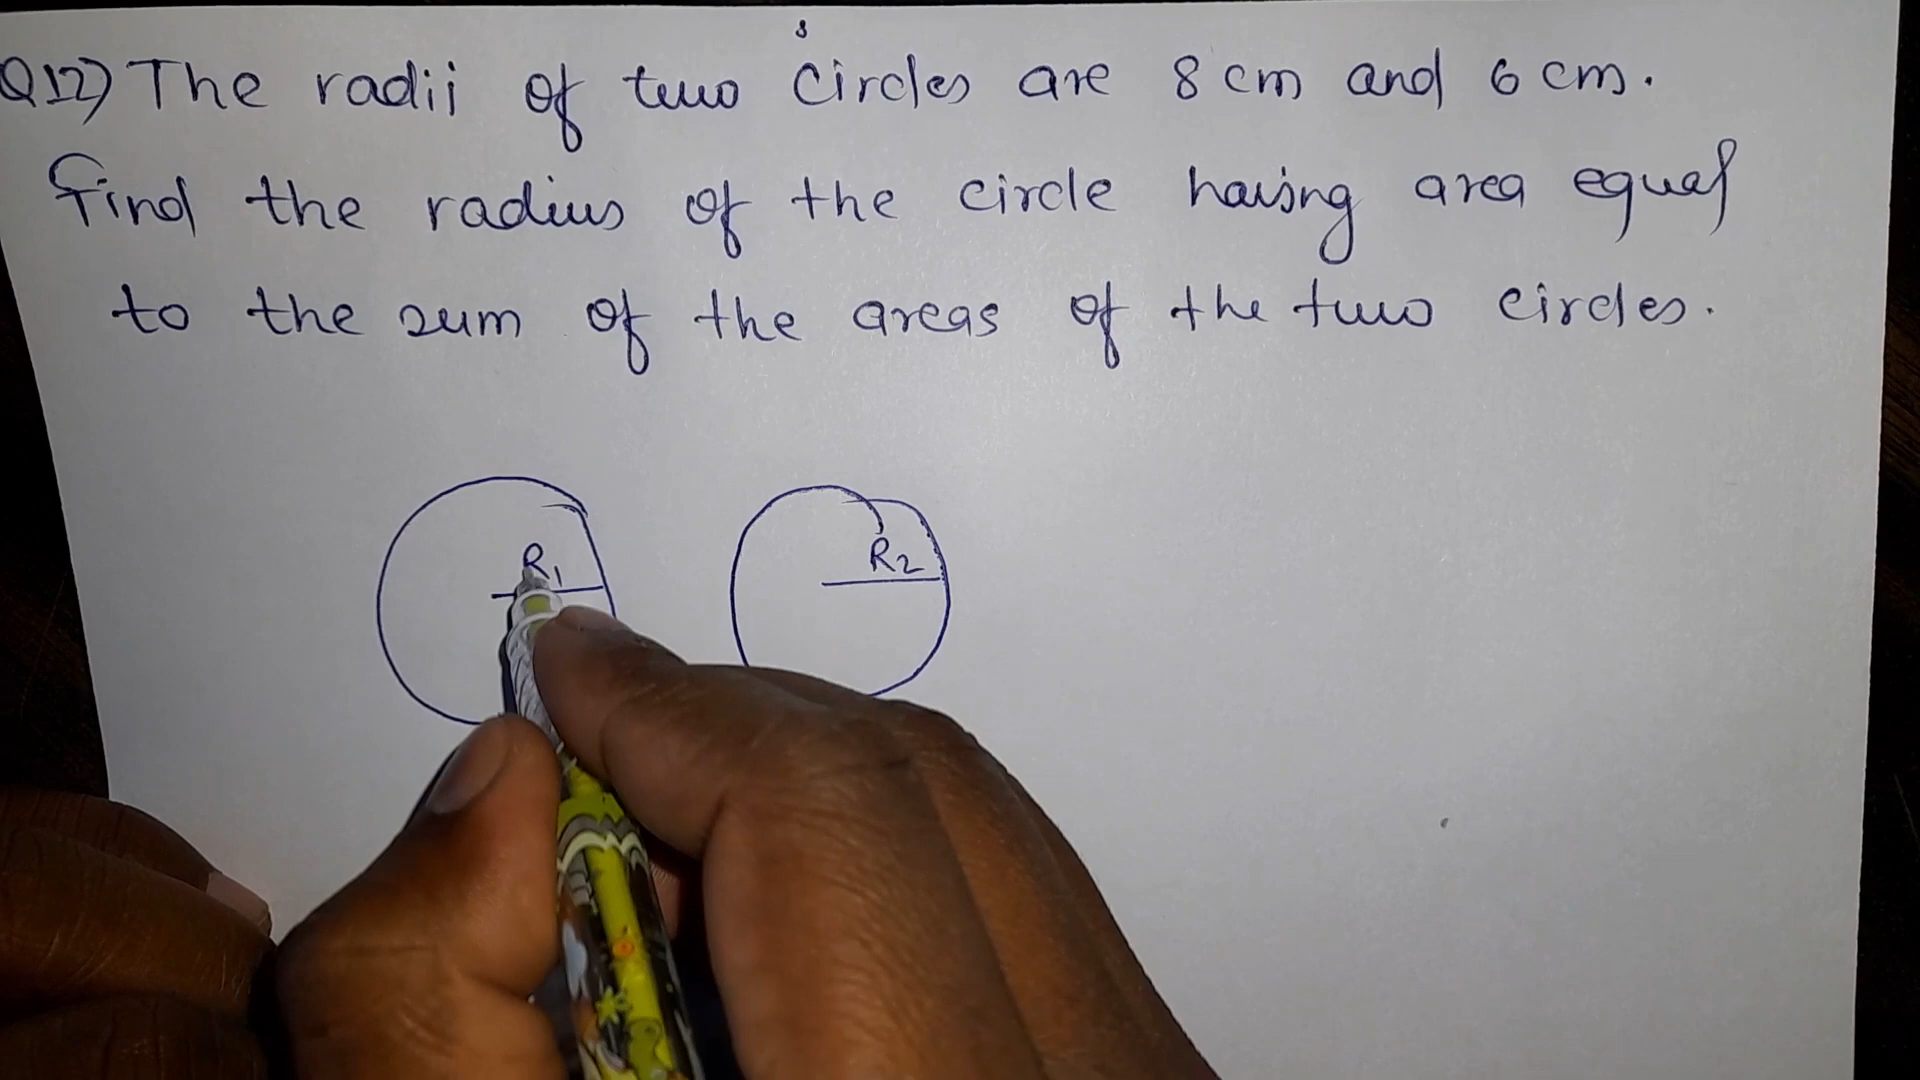 Q12) The radii of two circles are 8 cm and 6 cm.
Find the radius of the circle having area equal
to the sum of the areas of the two circles.
R1
R2